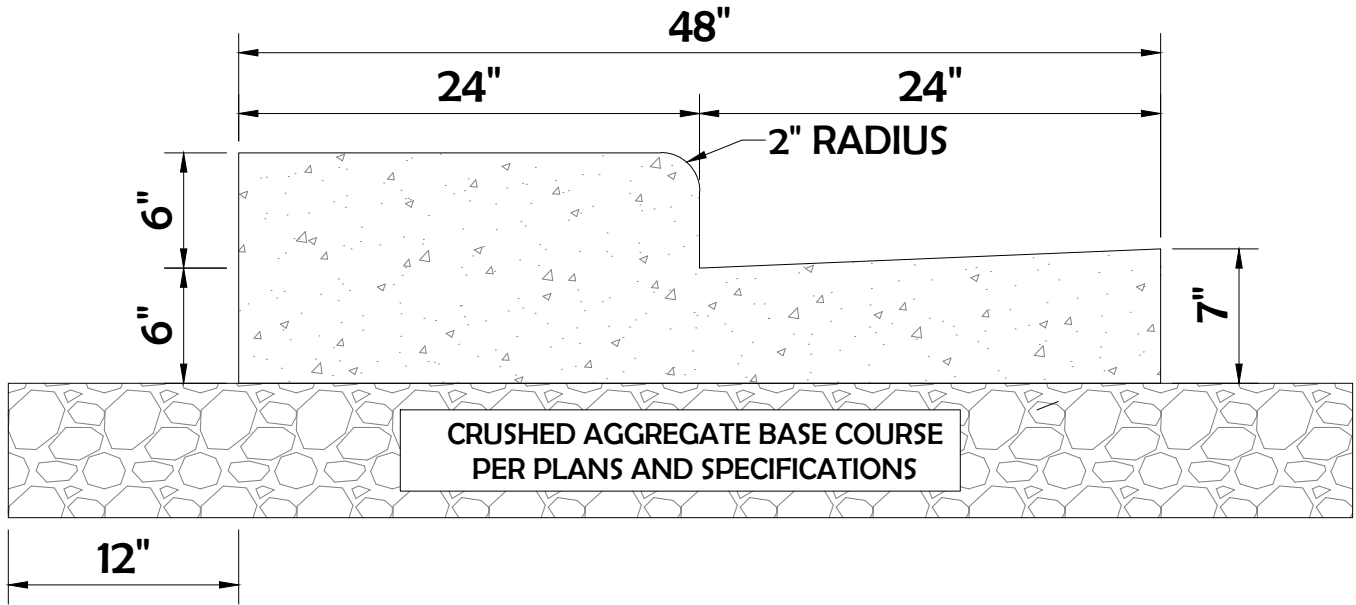 48"
24"
24"
2" RADIUS
6"
6"
7"
CRUSHED AGGREGATE BASE COURSE
PER PLANS AND SPECIFICATIONS
12"